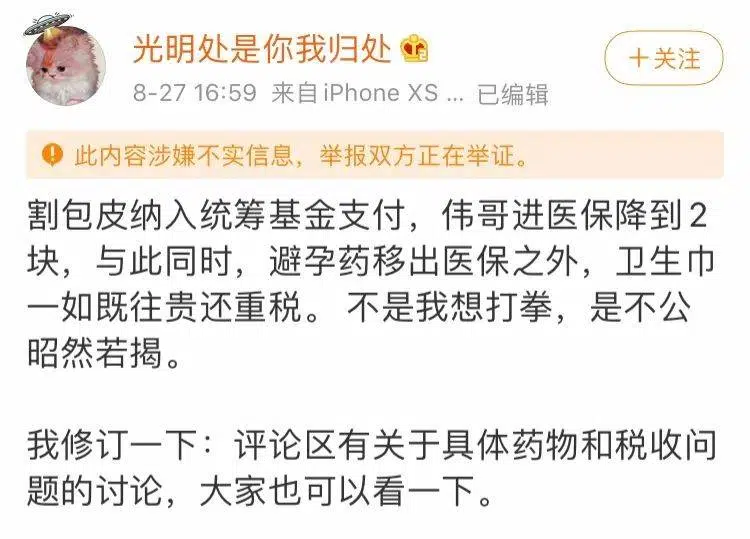 光明处是你我归处
+关注
8-27 16:59 来自iPhone XS ... 已编辑
此内容涉嫌不实信息，举报双方正在举证。
割包皮纳入统筹基金支付，伟哥进医保降到2
块，与此同时，避孕药移出医保之外，卫生巾
一如既往贵还重税。 不是我想打拳，是不公
昭然若揭。
我修订一下：评论区有关于具体药物和税收问
题的讨论，大家也可以看一下。